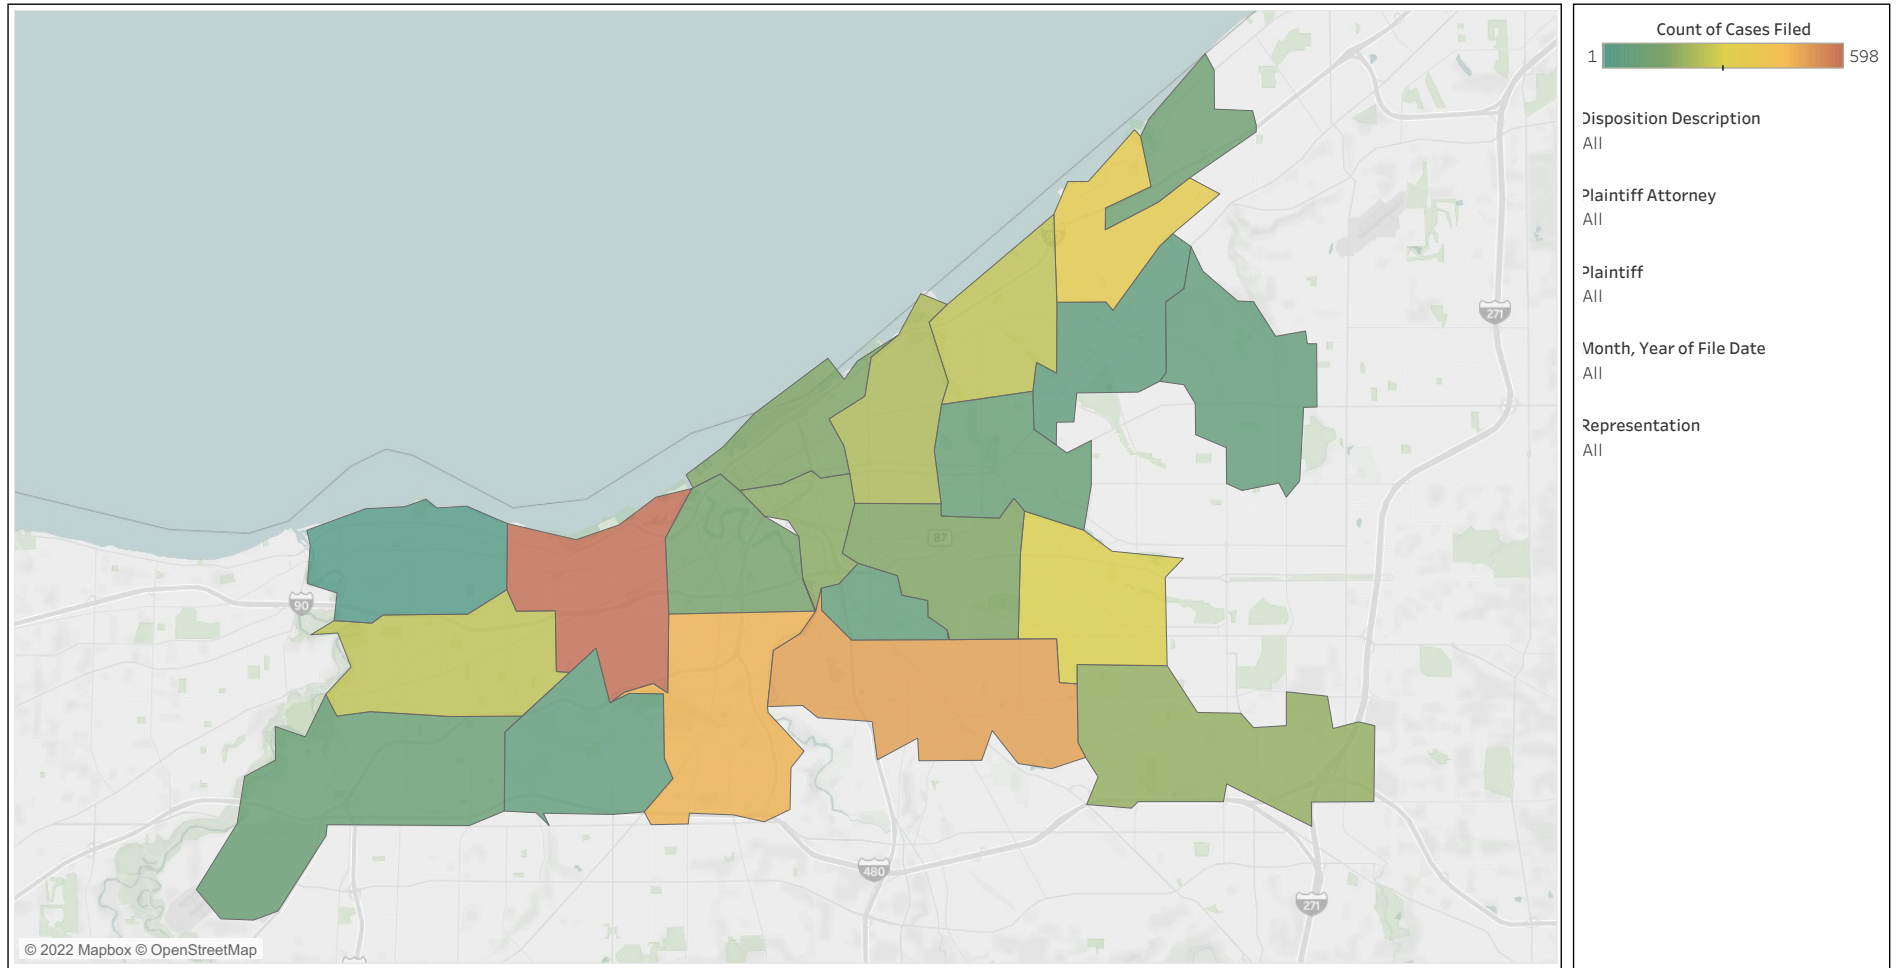 Count of Cases Filed
1 598
Disposition Description
All
Plaintiff Attorney
All
Plaintiff
All
Month, Year of File Date
All
Representation
All
271
87
90
480
271
© 2022 Mapbox © OpenStreetMap